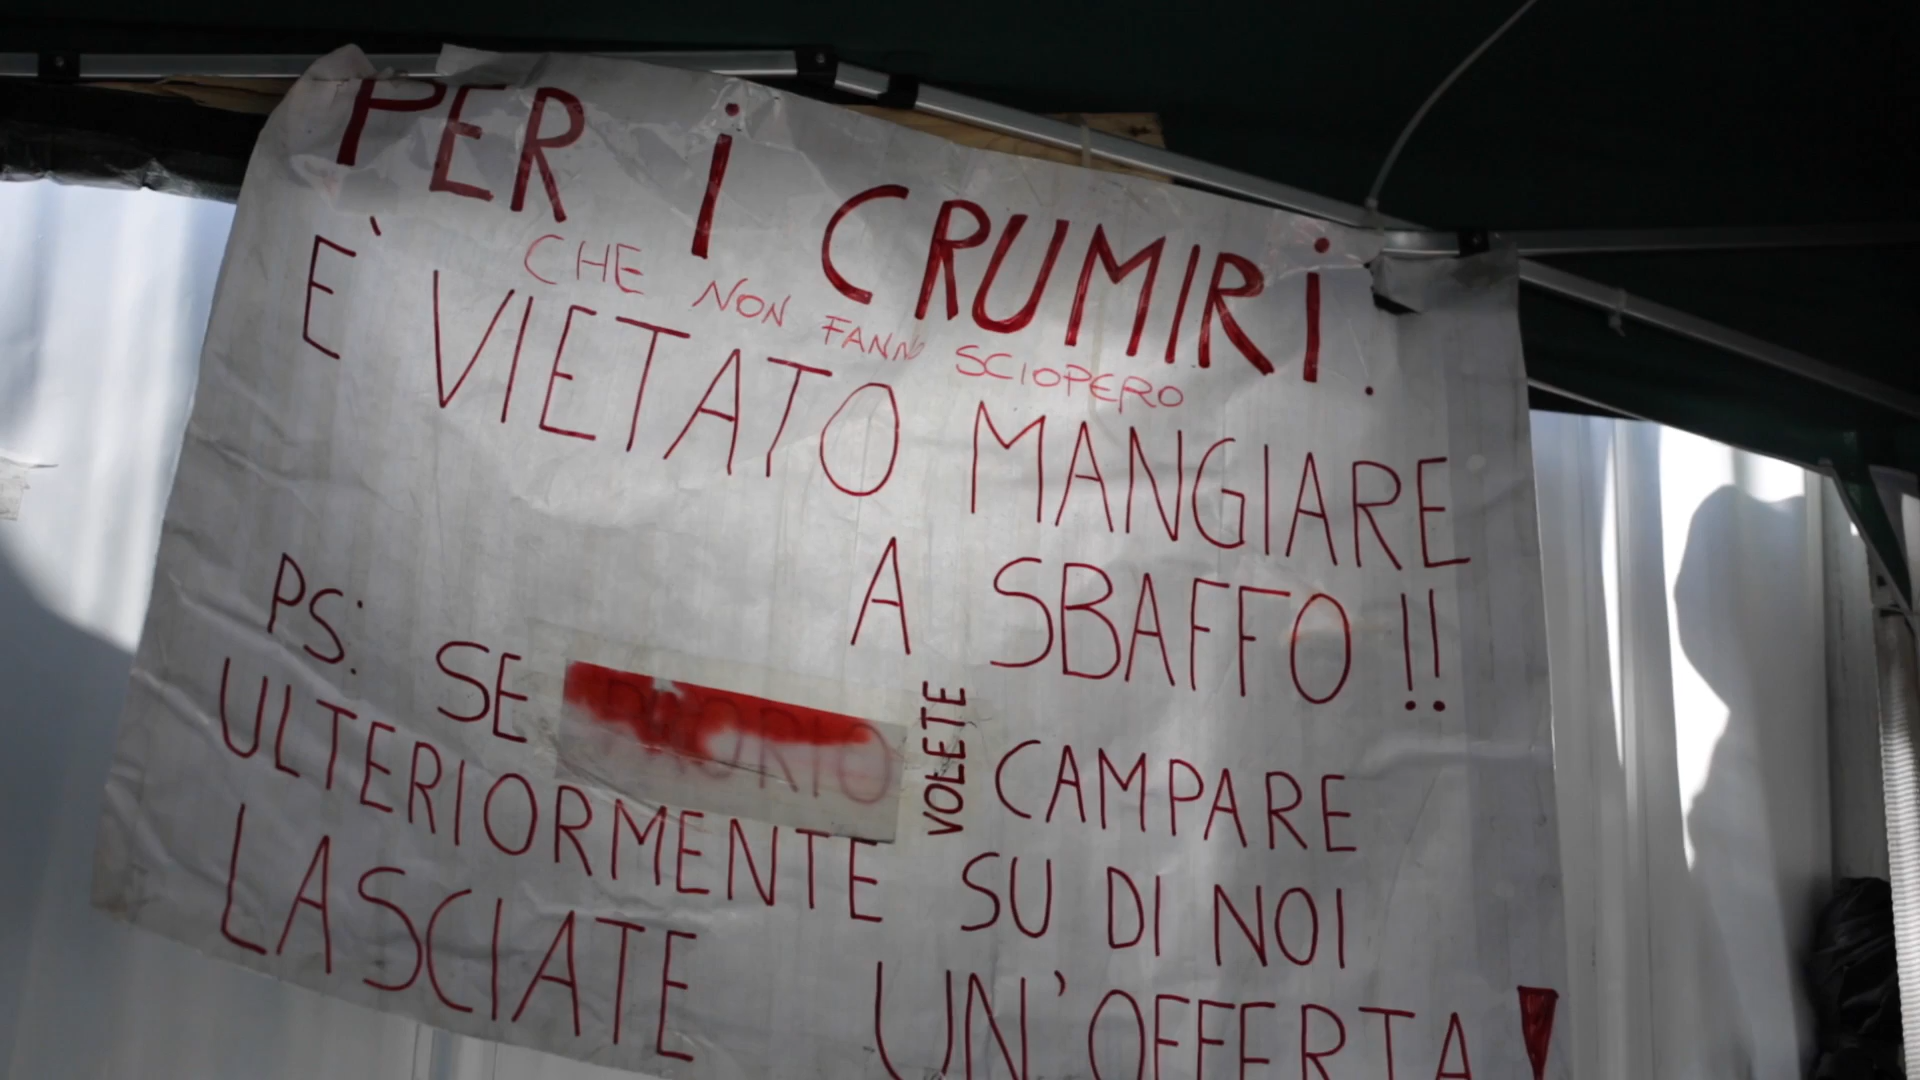 PER I CRUMIRI.
CHE NON FANNO SCIOPERO
E' VIETATO MANGIARE
A SBAFFO!!
PS: SE VOLETE CAMPARE
ULTERIORMENTE SU DI NOI
LASCIATE UN'OFFERTA!